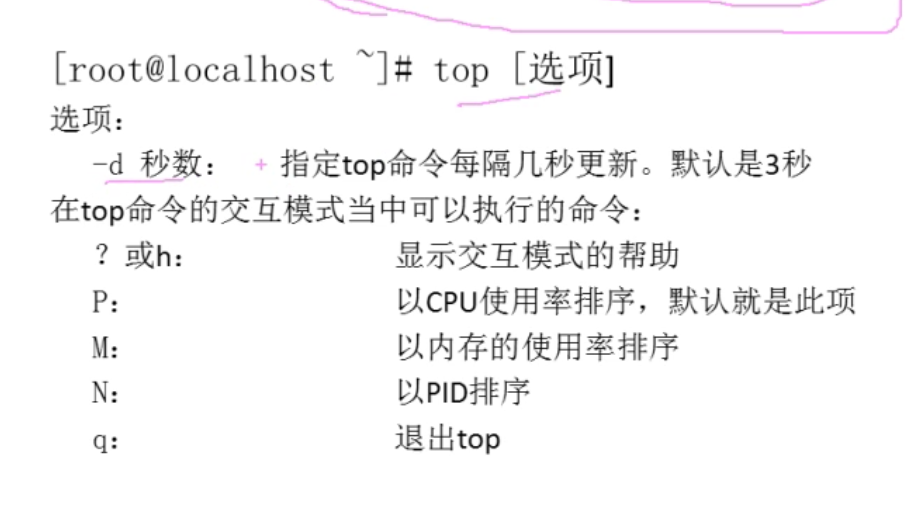 [root@localhost ~]# top [选项]
选项：
-d 秒数： 指定top命令每隔几秒更新。默认是3秒
在top命令的交互模式当中可以执行的命令：
？或h： 显示交互模式的帮助
P： 以CPU使用率排序，默认就是此项
M： 以内存的使用率排序
N： 以PID排序
q： 退出top